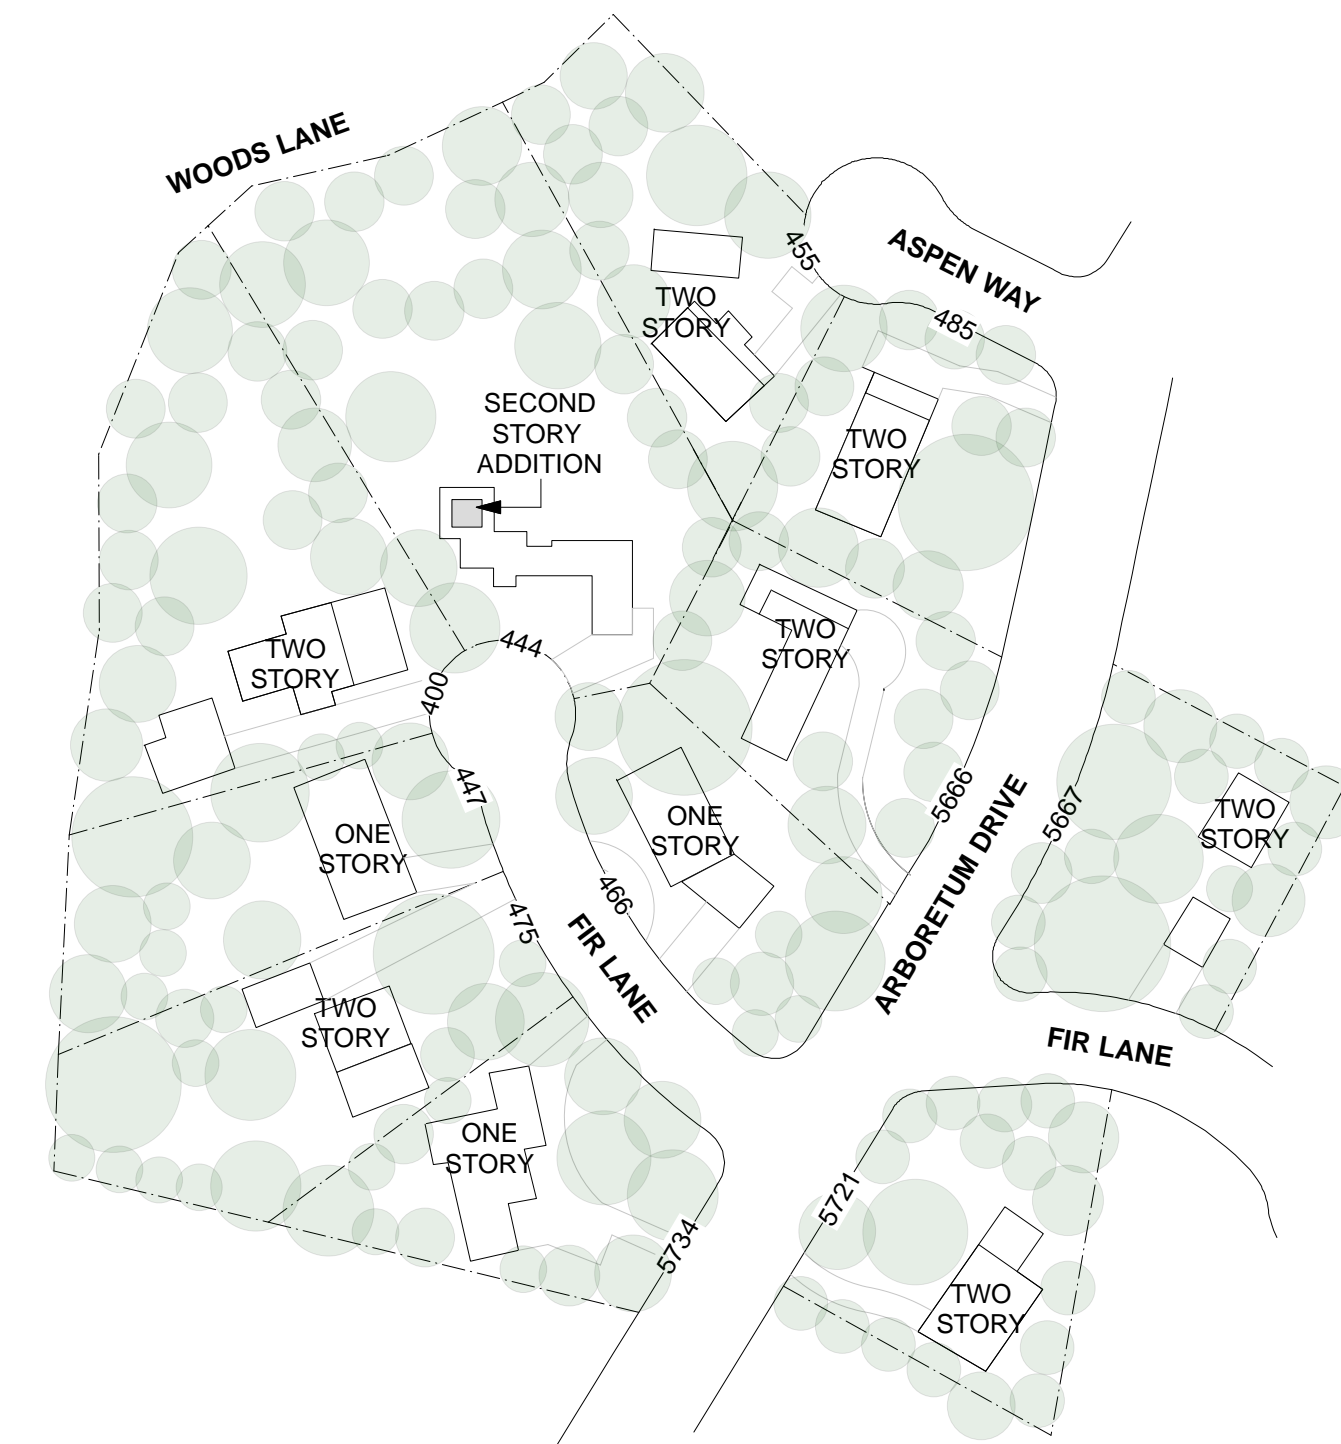 WOODS LANE
455
ASPEN WAY
TWO
STORY
485
SECOND
STORY
ADDITION
TWO
STORY
444
TWO
STORY
TWO
STORY
400
447
5666
5667
TWO
STORY
ONE
STORY
ONE
STORY
466
475
FIR LANE
ARBORETUM DRIVE
TWO
STORY
FIR LANE
ONE
STORY
5721
5734
TWO
STORY